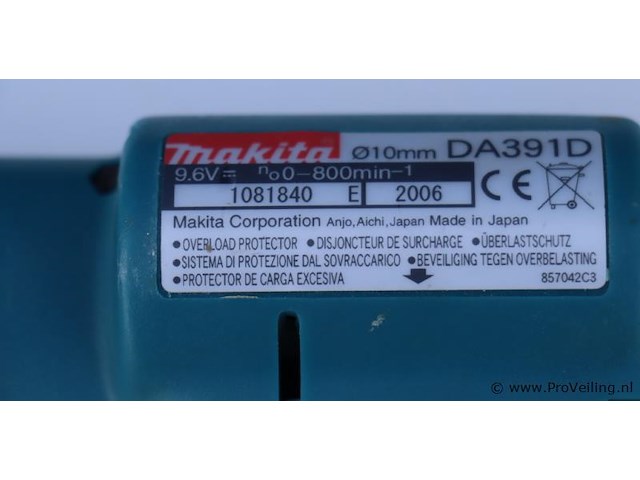 makita Ø10mm DA391D
9.6V⎓ n₀0-800min-1
1081840 E 2006 CE
Makita Corporation Anjo, Aichi, Japan Made in Japan
•OVERLOAD PROTECTOR •DISJONCTEUR DE SURCHARGE •ÜBERLASTSCHUTZ
•SISTEMA DI PROTEZIONE DAL SOVRACCARICO •BEVEILIGING TEGEN OVERBELASTING
•PROTECTOR DE CARGA EXCESIVA 857042C3
© www.ProVeiling.nl